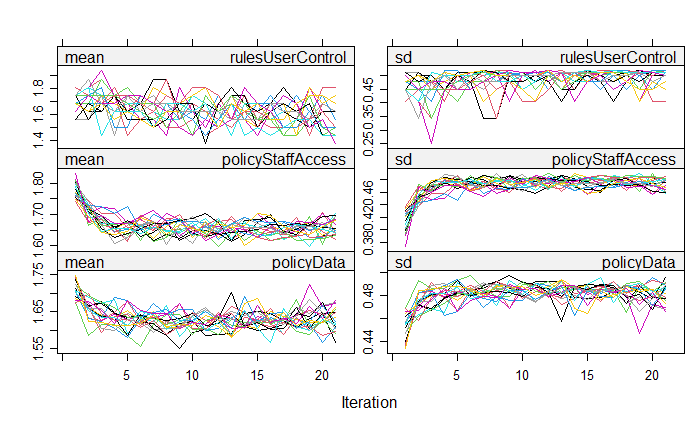 mean rulesUserControl
sd rulesUserControl
1.4 1.6 1.8
0.25 0.35 0.45
mean policyStaffAccess
sd policyStaffAccess
1.60 1.70 1.80
0.38 0.42 0.46
mean policyData
sd policyData
1.55 1.65 1.75
0.44 0.48
5 10 15 20
5 10 15 20
Iteration